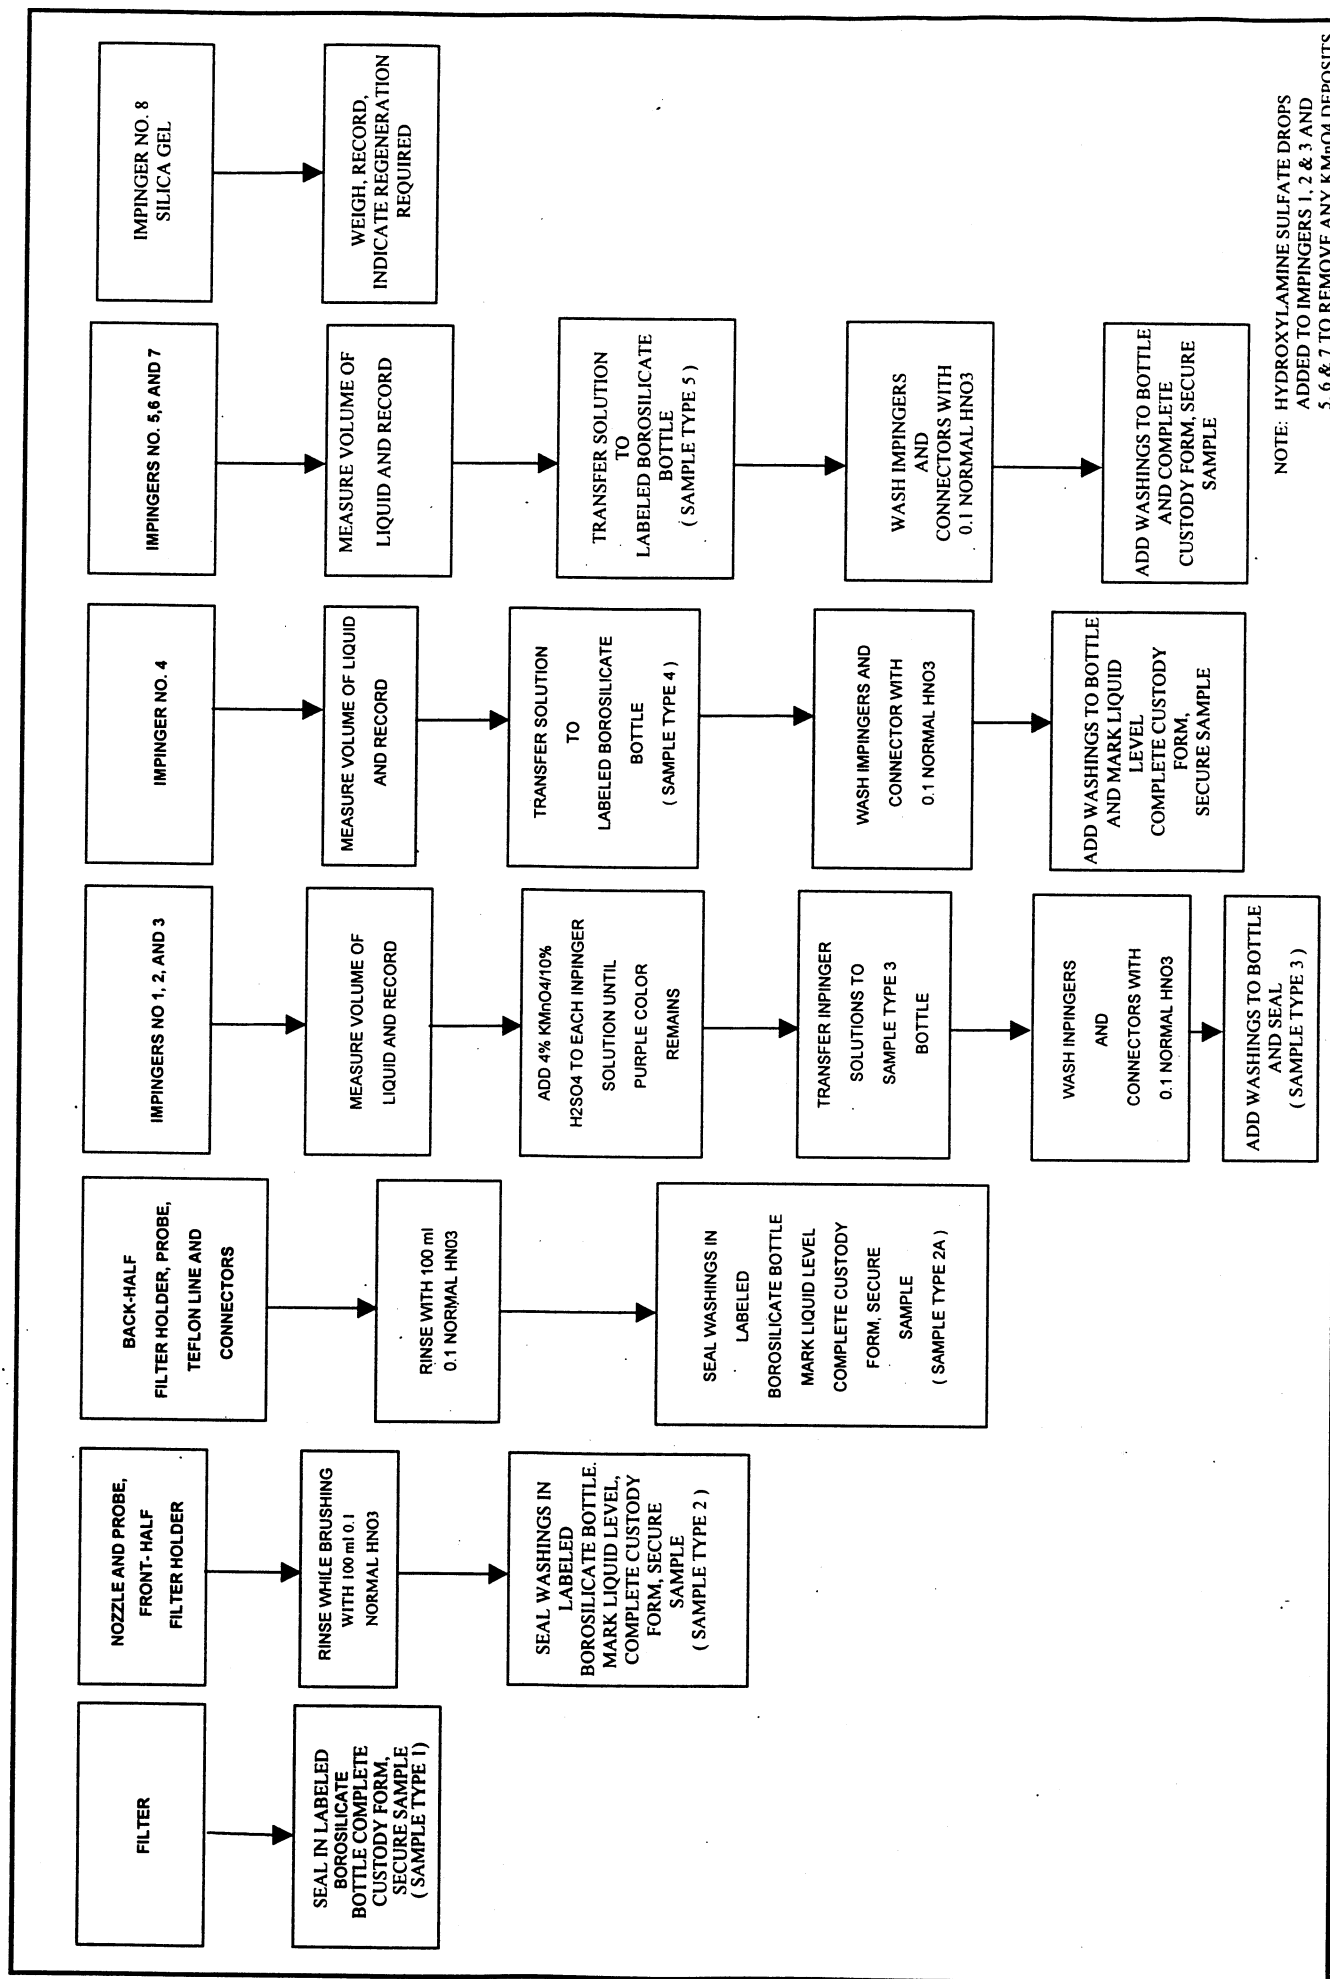 FILTER
SEAL IN LABELED
BOROSILICATE
BOTTLE COMPLETE
CUSTODY FORM,
SECURE SAMPLE
( SAMPLE TYPE 1)
NOZZLE AND PROBE,
FRONT- HALF
FILTER HOLDER
RINSE WHILE BRUSHING
WITH 100 ml 0.1
NORMAL HNO3
SEAL WASHINGS IN
LABELED
BOROSILICATE BOTTLE.
MARK LIQUID LEVEL,
COMPLETE CUSTODY
FORM, SECURE
SAMPLE
( SAMPLE TYPE 2 )
BACK-HALF
FILTER HOLDER, PROBE,
TEFLON LINE AND
CONNECTORS
RINSE WITH 100 ml
0.1 NORMAL HN03
SEAL WASHINGS IN
LABELED
BOROSILICATE BOTTLE
MARK LIQUID LEVEL
COMPLETE CUSTODY
FORM, SECURE
SAMPLE
( SAMPLE TYPE 2A )
IMPINGERS NO 1, 2, AND 3
MEASURE VOLUME OF
LIQUID AND RECORD
ADD 4% KMnO4/10%
H2SO4 TO EACH INPINGER
SOLUTION UNTIL
PURPLE COLOR
REMAINS
TRANSFER INPINGER
SOLUTIONS TO
SAMPLE TYPE 3
BOTTLE
WASH INPINGERS
AND
CONNECTORS WITH
0.1 NORMAL HNO3
ADD WASHINGS TO BOTTLE
AND SEAL
( SAMPLE TYPE 3 )
IMPINGER NO. 4
MEASURE VOLUME OF LIQUID
AND RECORD
TRANSFER SOLUTION
TO
LABELED BOROSILICATE
BOTTLE
( SAMPLE TYPE 4 )
WASH IMPINGERS AND
CONNECTOR WITH
0.1 NORMAL HNO3
ADD WASHINGS TO BOTTLE
AND MARK LIQUID
LEVEL
COMPLETE CUSTODY
FORM,
SECURE SAMPLE
IMPINGERS NO. 5,6 AND 7
MEASURE VOLUME OF
LIQUID AND RECORD
TRANSFER SOLUTION
TO
LABELED BOROSILICATE
BOTTLE
( SAMPLE TYPE 5 )
WASH IMPINGERS
AND
CONNECTORS WITH
0.1 NORMAL HNO3
ADD WASHINGS TO BOTTLE
AND COMPLETE
CUSTODY FORM, SECURE
SAMPLE
IMPINGER NO. 8
SILICA GEL
WEIGH, RECORD,
INDICATE REGENERATION
REQUIRED
NOTE: HYDROXYLAMINE SULFATE DROPS
ADDED TO IMPINGERS 1, 2 & 3 AND
5, 6 & 7 TO REMOVE ANY KMnO4 DEPOSITS